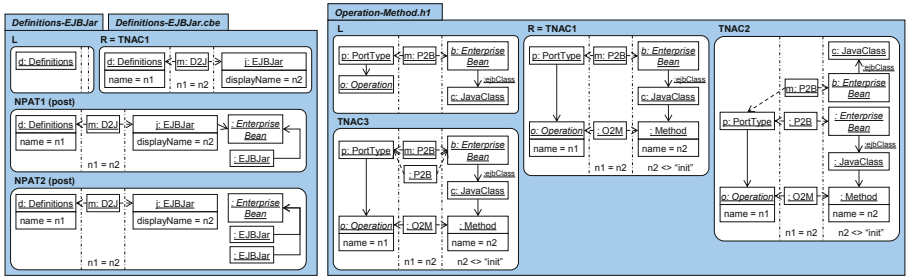 Definitions-EJBJar
Definitions-EJBJar.cbe
L
d: Definitions
R = TNAC1
d: Definitions
name = n1
m: D2J
n1 = n2
j: EJBJar
displayName = n2
NPAT1 (post)
d: Definitions
name = n1
m: D2J
n1 = n2
j: EJBJar
displayName = n2
: Enterprise
Bean
: EJBJar
NPAT2 (post)
d: Definitions
name = n1
m: D2J
n1 = n2
j: EJBJar
displayName = n2
: Enterprise
Bean
: EJBJar
: EJBJar
Operation-Method.h1
L
p: PortType
m: P2B
b: Enterprise
Bean
:ejbClass
o: Operation
c: JavaClass
TNAC3
p: PortType
m: P2B
b: Enterprise
Bean
: P2B
:ejbClass
c: JavaClass
o: Operation
name = n1
: O2M
: Method
name = n2
n1 = n2
n2 <> "init"
R = TNAC1
p: PortType
m: P2B
b: Enterprise
Bean
:ejbClass
c: JavaClass
o: Operation
name = n1
: O2M
: Method
name = n2
n1 = n2
n2 <> "init"
TNAC2
c: JavaClass
:ejbClass
m: P2B
b: Enterprise
Bean
p: PortType
: P2B
: Enterprise
Bean
:ejbClass
: JavaClass
o: Operation
name = n1
: O2M
: Method
name = n2
n1 = n2
n2 <> "init"